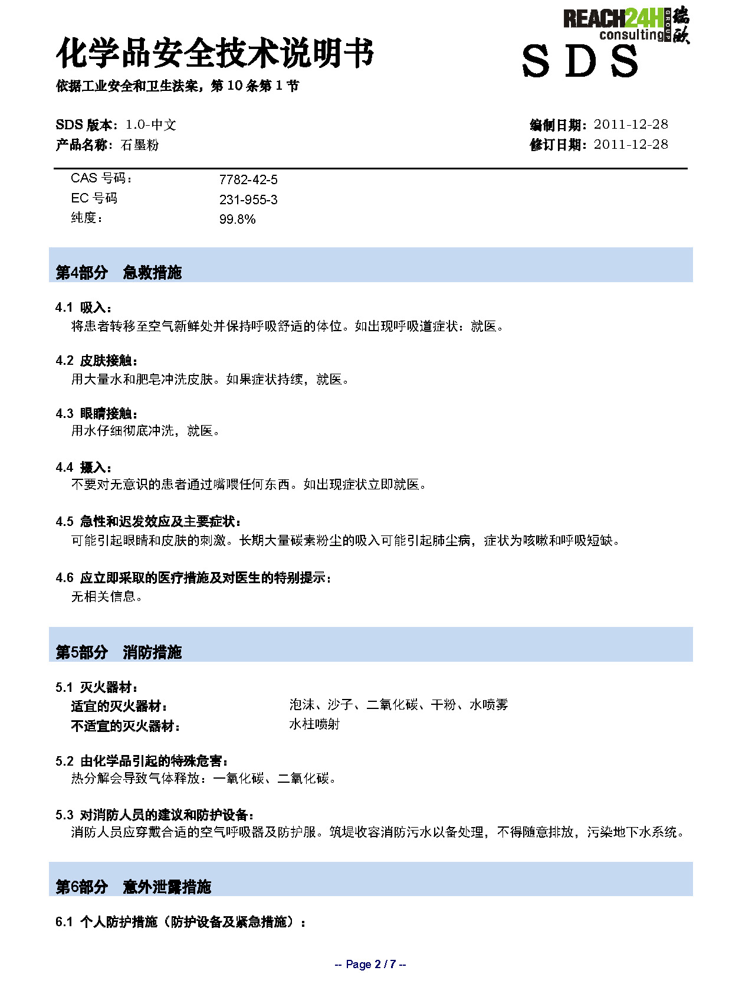 REACH24H GROUP 瑞欧
consulting
化学品安全技术说明书
SDS
依据工业安全和卫生法案，第 10 条第 1 节
SDS 版本：1.0-中文
编制日期：2011-12-28
产品名称：石墨粉
修订日期：2011-12-28
CAS 号码： 7782-42-5
EC 号码 231-955-3
纯度： 99.8%
第4部分 急救措施
4.1 吸入：
将患者转移至空气新鲜处并保持呼吸舒适的体位。如出现呼吸道症状：就医。
4.2 皮肤接触：
用大量水和肥皂冲洗皮肤。如果症状持续，就医。
4.3 眼睛接触：
用水仔细彻底冲洗，就医。
4.4 摄入：
不要对无意识的患者通过嘴喂任何东西。如出现症状立即就医。
4.5 急性和迟发效应及主要症状：
可能引起眼睛和皮肤的刺激。长期大量碳素粉尘的吸入可能引起肺尘病，症状为咳嗽和呼吸短缺。
4.6 应立即采取的医疗措施及对医生的特别提示：
无相关信息。
第5部分 消防措施
5.1 灭火器材：
适宜的灭火器材： 泡沫、沙子、二氧化碳、干粉、水喷雾
不适宜的灭火器材： 水柱喷射
5.2 由化学品引起的特殊危害：
热分解会导致气体释放：一氧化碳、二氧化碳。
5.3 对消防人员的建议和防护设备：
消防人员应穿戴合适的空气呼吸器及防护服。筑堤收容消防污水以备处理，不得随意排放，污染地下水系统。
第6部分 意外泄露措施
6.1 个人防护措施（防护设备及紧急措施）：
-- Page 2 / 7 --